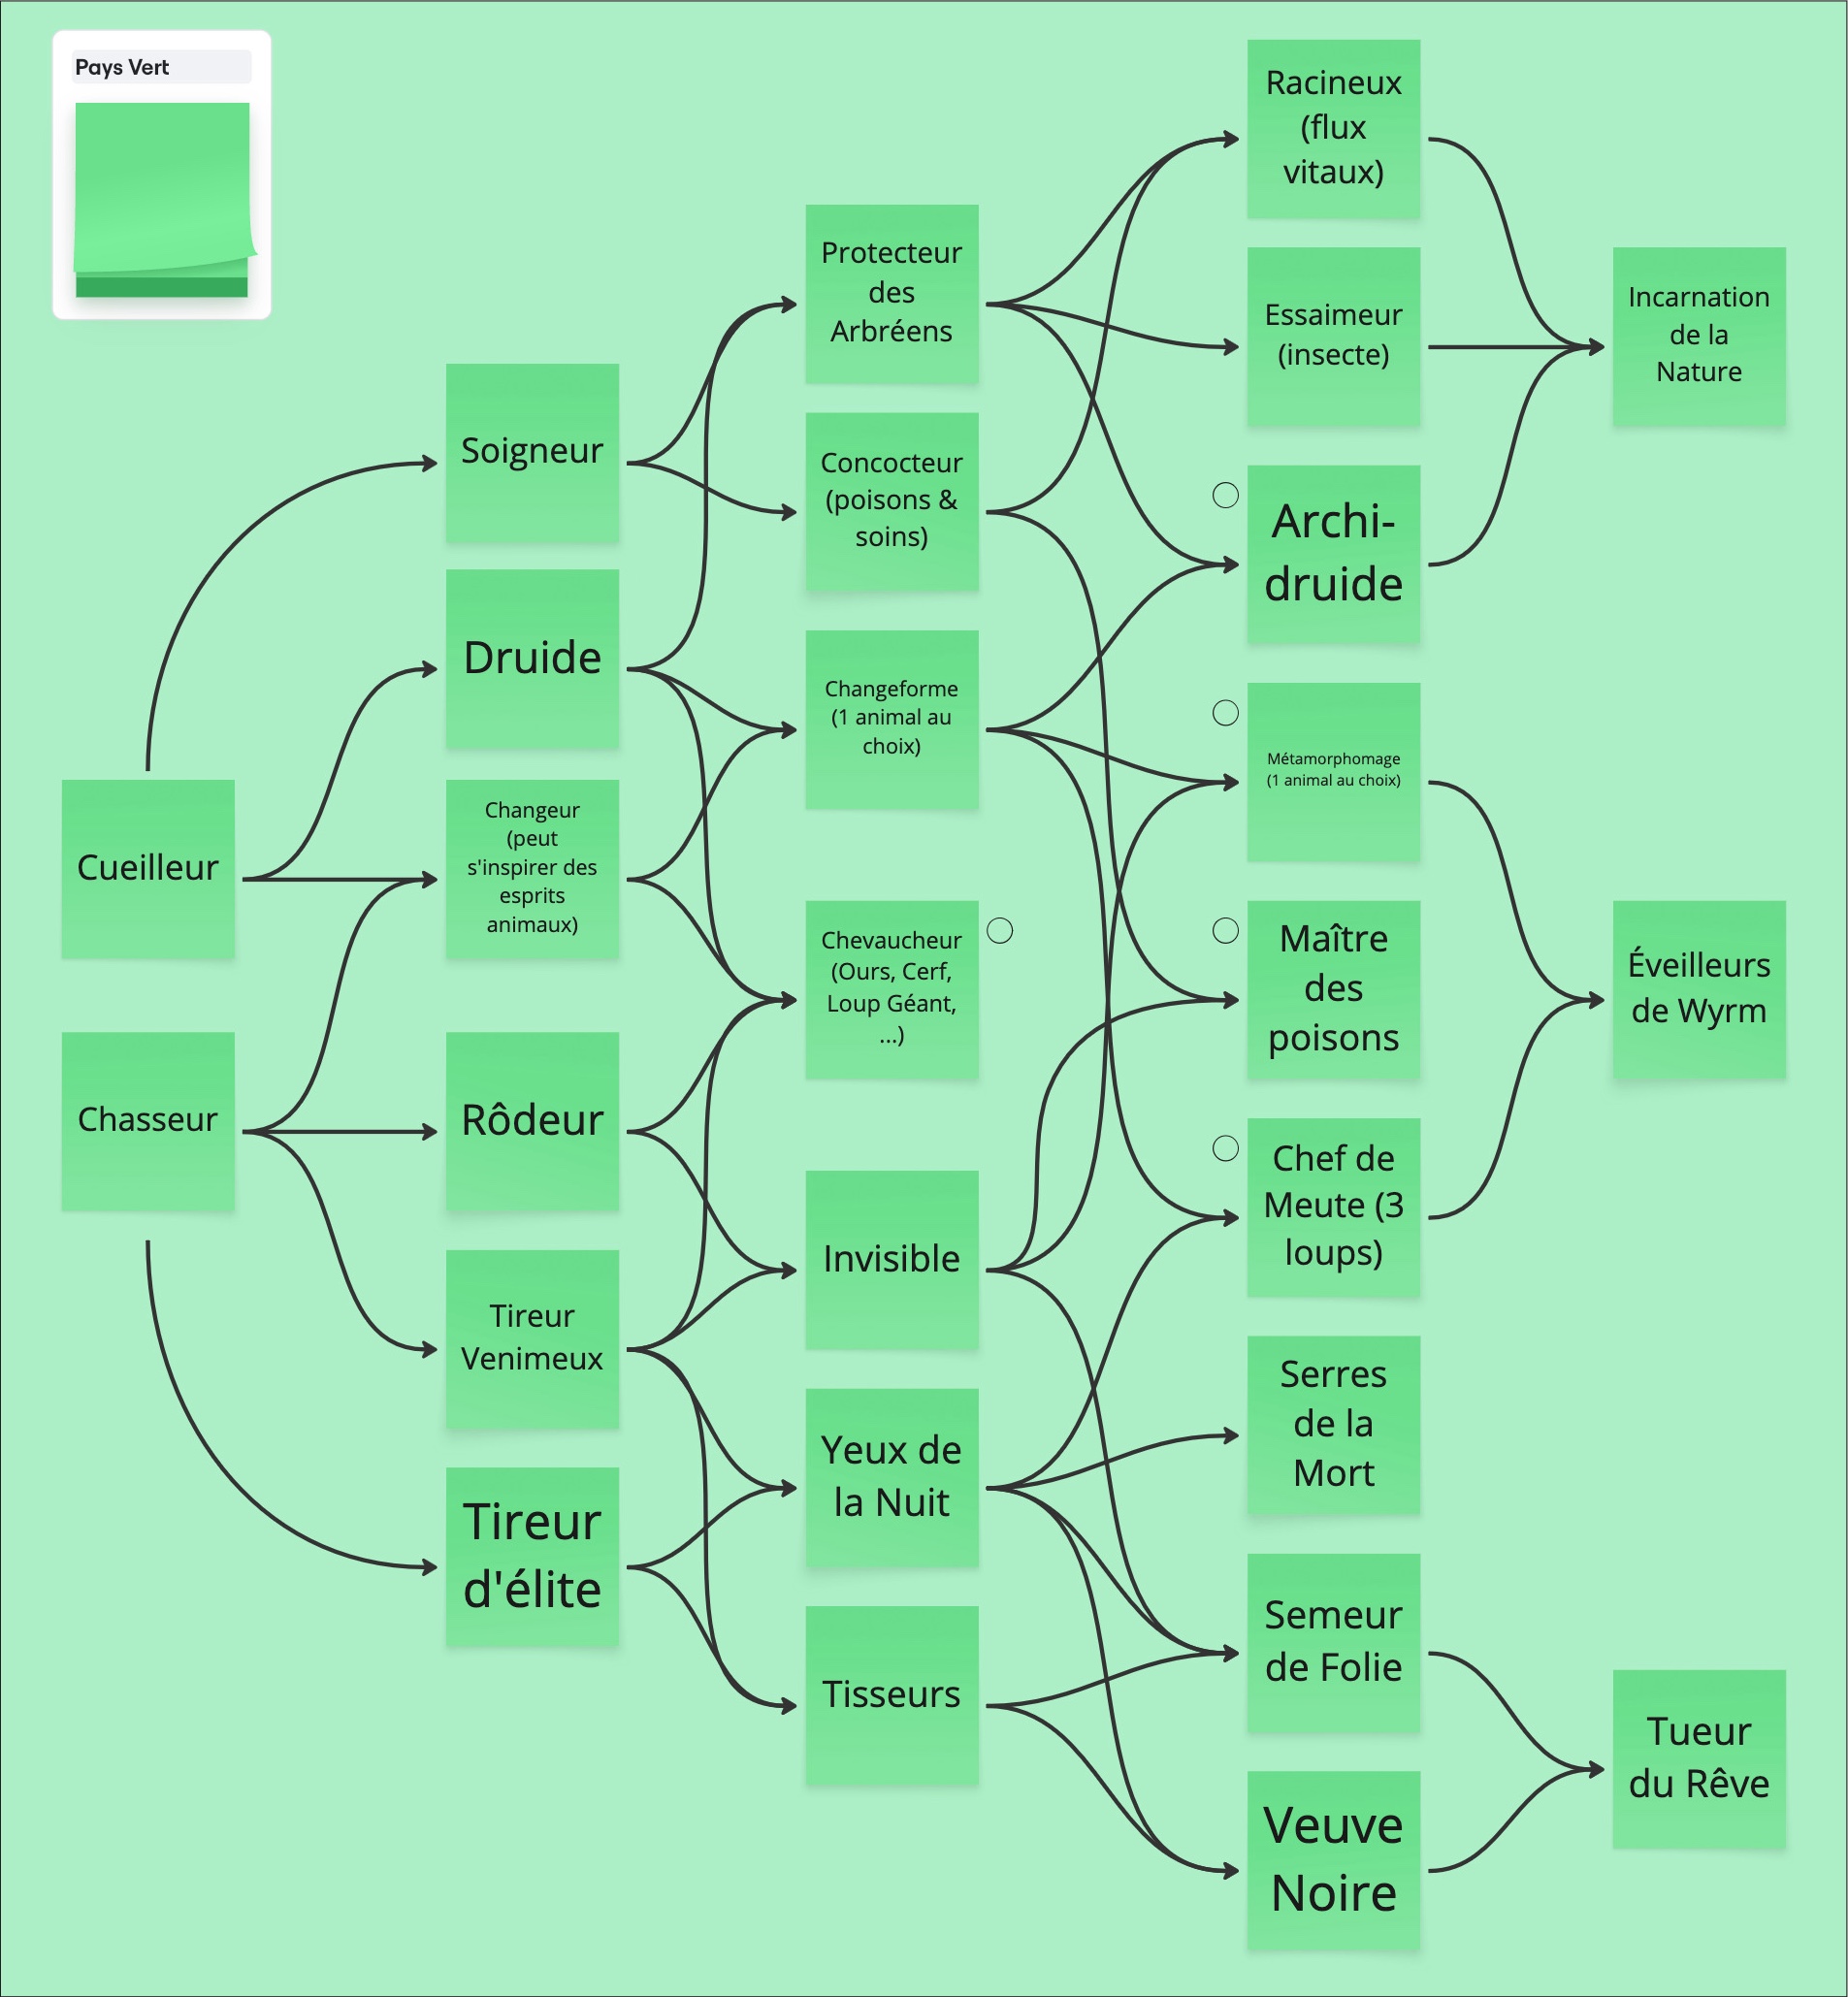 Pays Vert
Cueilleur
Chasseur
Soigneur
Druide
Changeur
(peut
s'inspirer des
esprits
animaux)
Rôdeur
Tireur
Venimeux
Tireur
d'élite
Protecteur
des
Arbréens
Concocteur
(poisons &
soins)
Changeforme
(1 animal au
choix)
Chevaucheur
(Ours, Cerf,
Loup Géant,
...)
Invisible
Yeux de
la Nuit
Tisseurs
Racineux
(flux
vitaux)
Essaimeur
(insecte)
Archi-
druide
Métamorphomage
(1 animal au choix)
Maître
des
poisons
Chef de
Meute (3
loups)
Serres
de la
Mort
Semeur
de Folie
Veuve
Noire
Incarnation
de la
Nature
Éveilleurs
de Wyrm
Tueur
du Rêve